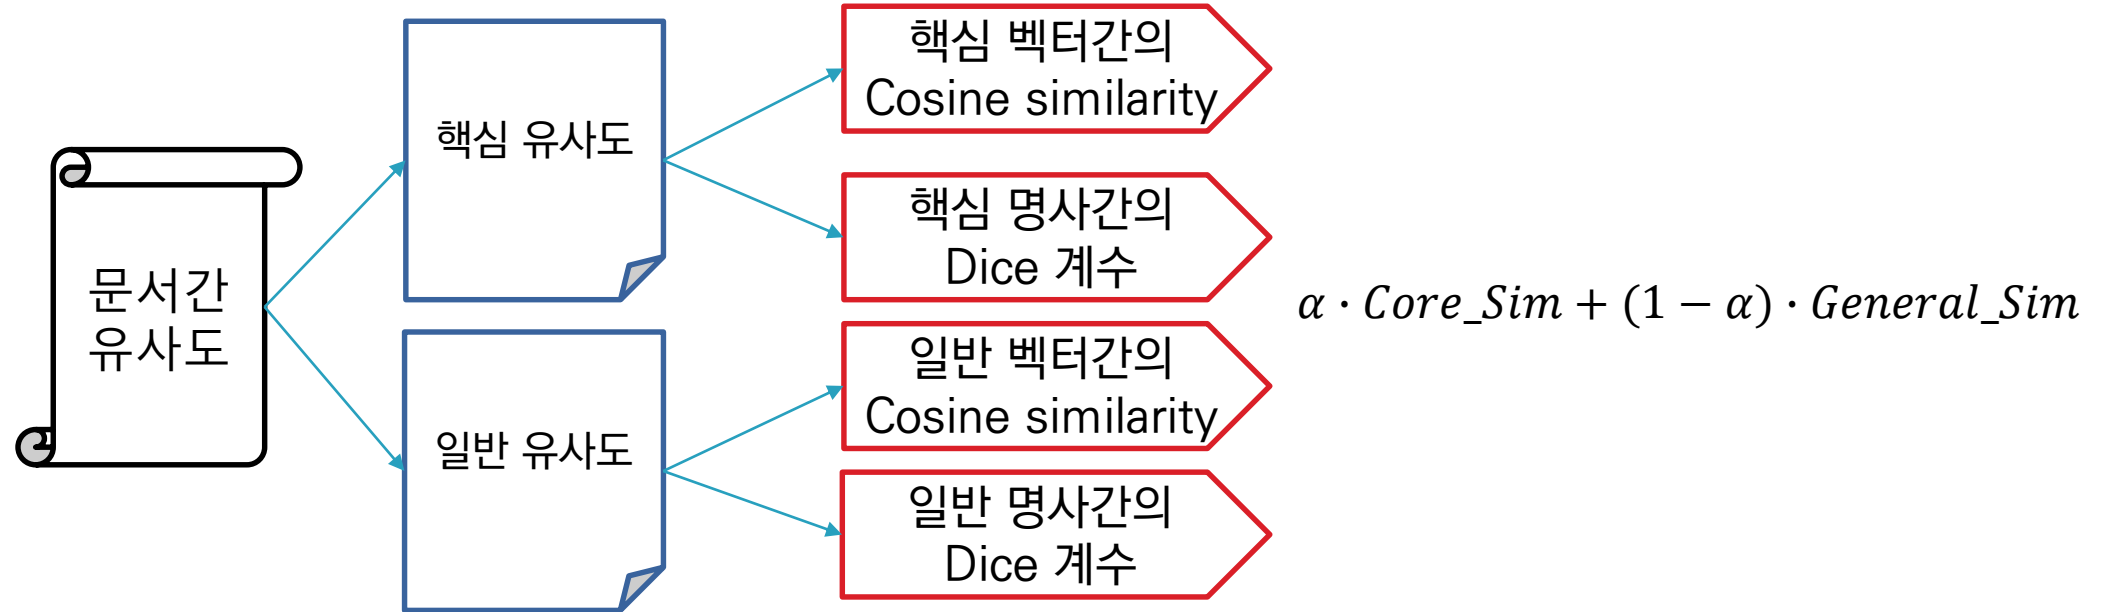 문서간
유사도
핵심 유사도
일반 유사도
핵심 벡터간의
Cosine similarity
핵심 명사간의
Dice 계수
일반 벡터간의
Cosine similarity
일반 명사간의
Dice 계수
α · Core_Sim + (1 − α) · General_Sim